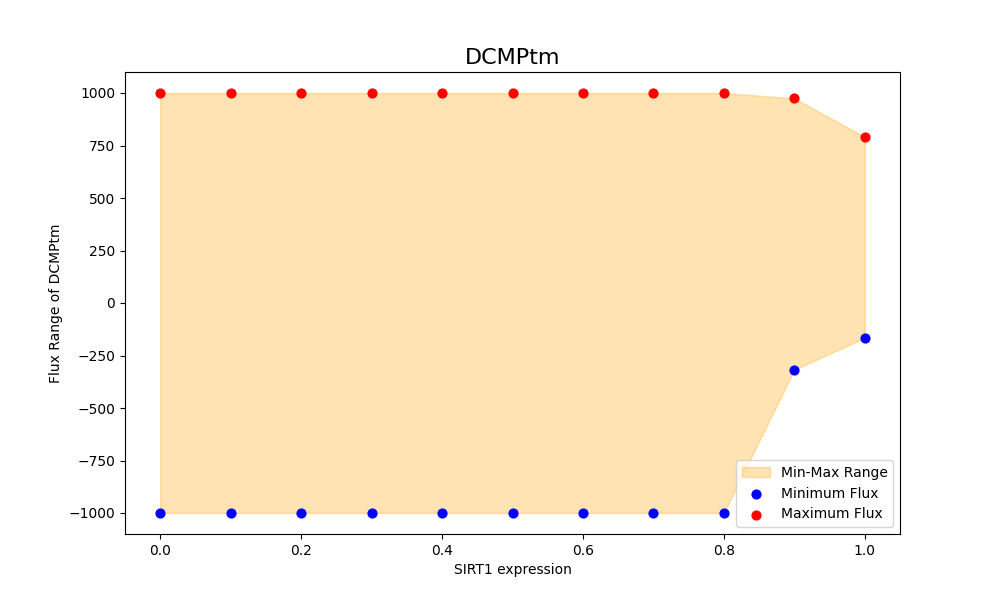 DCMPtm
1000
750
500
250
0
−250
−500
−750
−1000
Flux Range of DCMPtm
Min-Max Range
Minimum Flux
Maximum Flux
0.0 0.2 0.4 0.6 0.8 1.0
SIRT1 expression